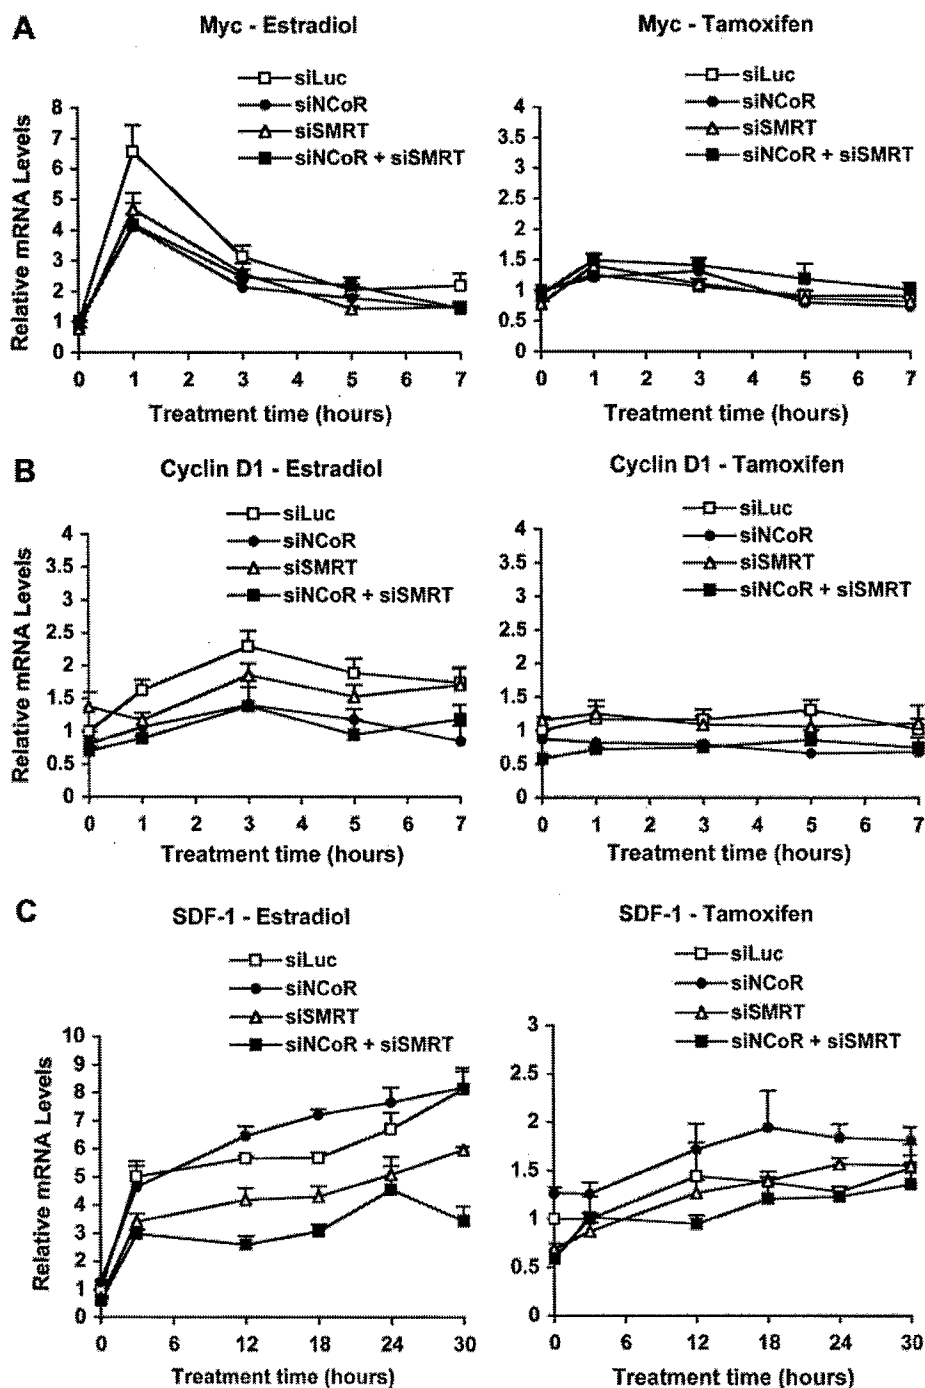 A
Myc - Estradiol
siLuc
siNCoR
siSMRT
siNCoR + siSMRT
Relative mRNA Levels
8
7
6
5
4
3
2
1
0
0 1 2 3 4 5 6 7
Treatment time (hours)
Myc - Tamoxifen
siLuc
siNCoR
siSMRT
siNCoR + siSMRT
4
3.5
3
2.5
2
1.5
1
0.5
0
0 1 2 3 4 5 6 7
Treatment time (hours)
B
Cyclin D1 - Estradiol
siLuc
siNCoR
siSMRT
siNCoR + siSMRT
Relative mRNA Levels
4
3.5
3
2.5
2
1.5
1
0.5
0
0 1 2 3 4 5 6 7
Treatment time (hours)
Cyclin D1 - Tamoxifen
siLuc
siNCoR
siSMRT
siNCoR + siSMRT
4
3.5
3
2.5
2
1.5
1
0.5
0
0 1 2 3 4 5 6 7
Treatment time (hours)
C
SDF-1 - Estradiol
siLuc
siNCoR
siSMRT
siNCoR + siSMRT
Relative mRNA Levels
10
9
8
7
6
5
4
3
2
1
0
0 6 12 18 24 30
Treatment time (hours)
SDF-1 - Tamoxifen
siLuc
siNCoR
siSMRT
siNCoR + siSMRT
3
2.5
2
1.5
1
0.5
0
0 6 12 18 24 30
Treatment time (hours)